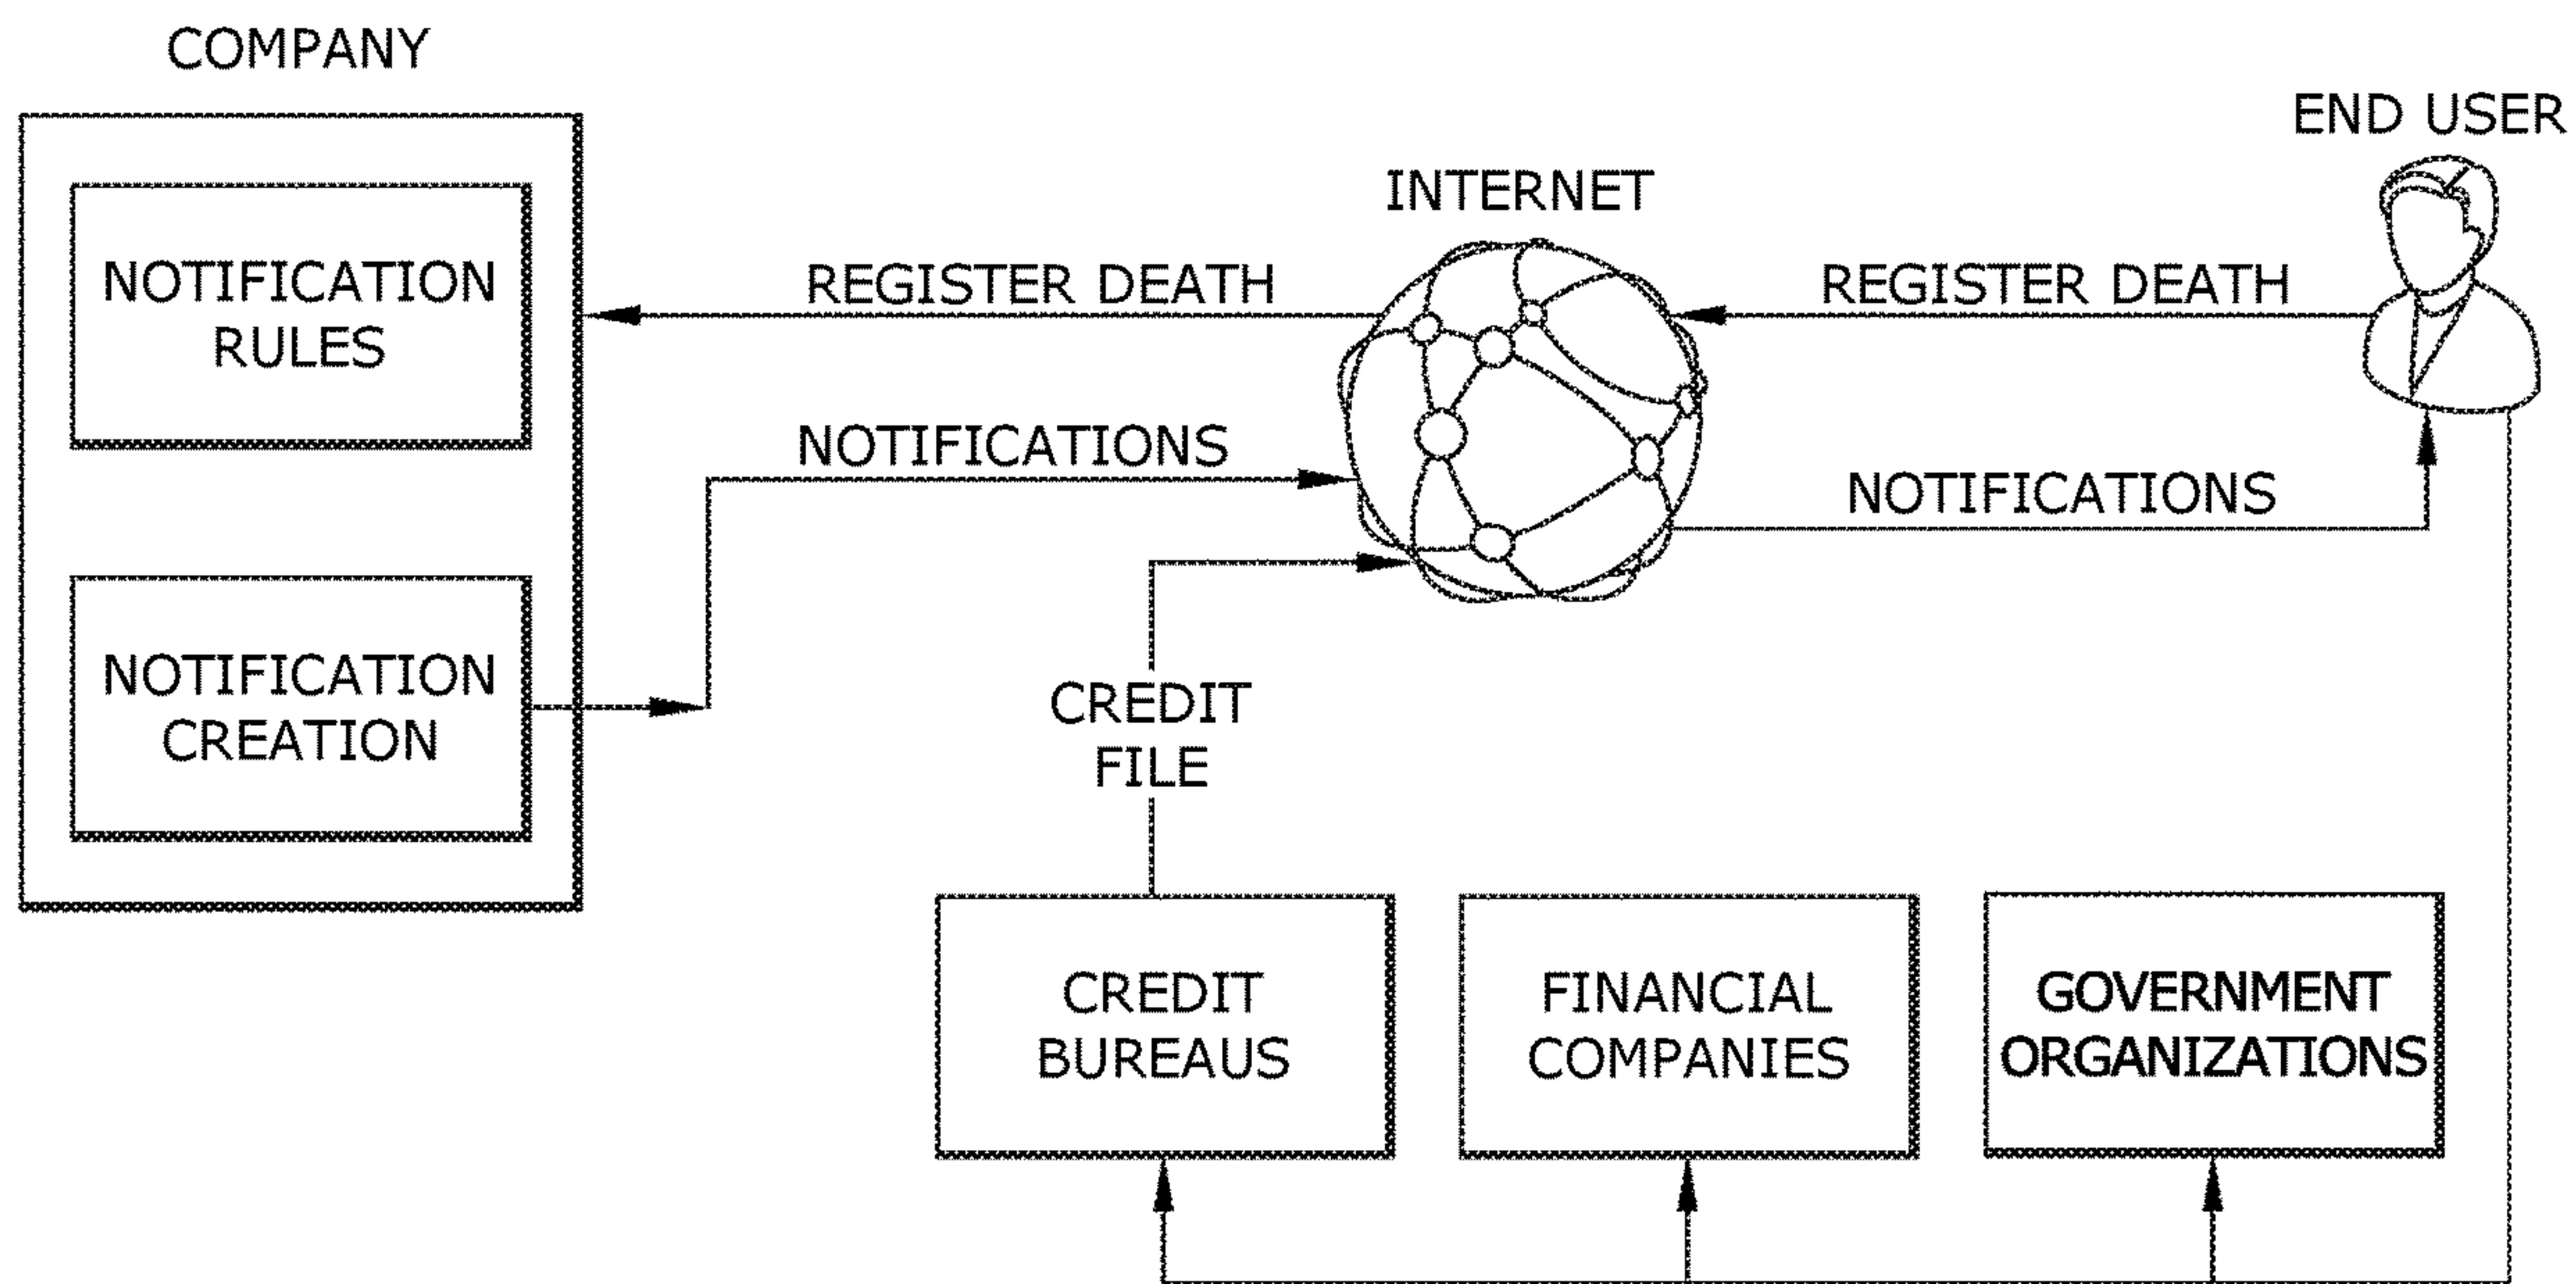 COMPANY
END USER
INTERNET
NOTIFICATION
RULES
REGISTER DEATH
REGISTER DEATH
NOTIFICATIONS
NOTIFICATIONS
NOTIFICATION
CREATION
CREDIT
FILE
CREDIT
BUREAUS
FINANCIAL
COMPANIES
GOVERNMENT
ORGANIZATIONS